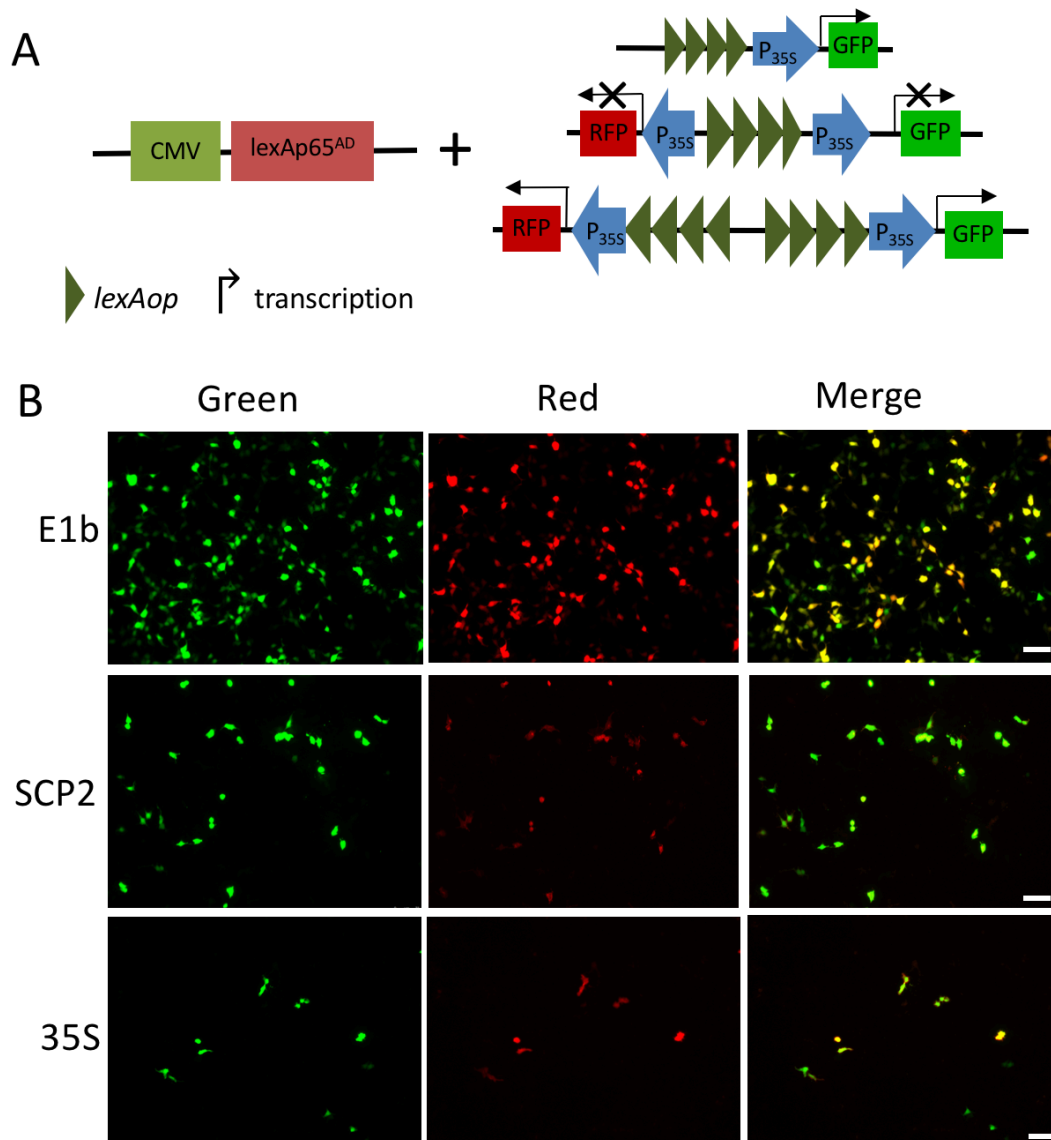 A
P35S GFP
CMV lexAp65AD + RFP P35S P35S GFP
RFP P35S P35S GFP
lexAop transcription
B
Green Red Merge
E1b
SCP2
35S